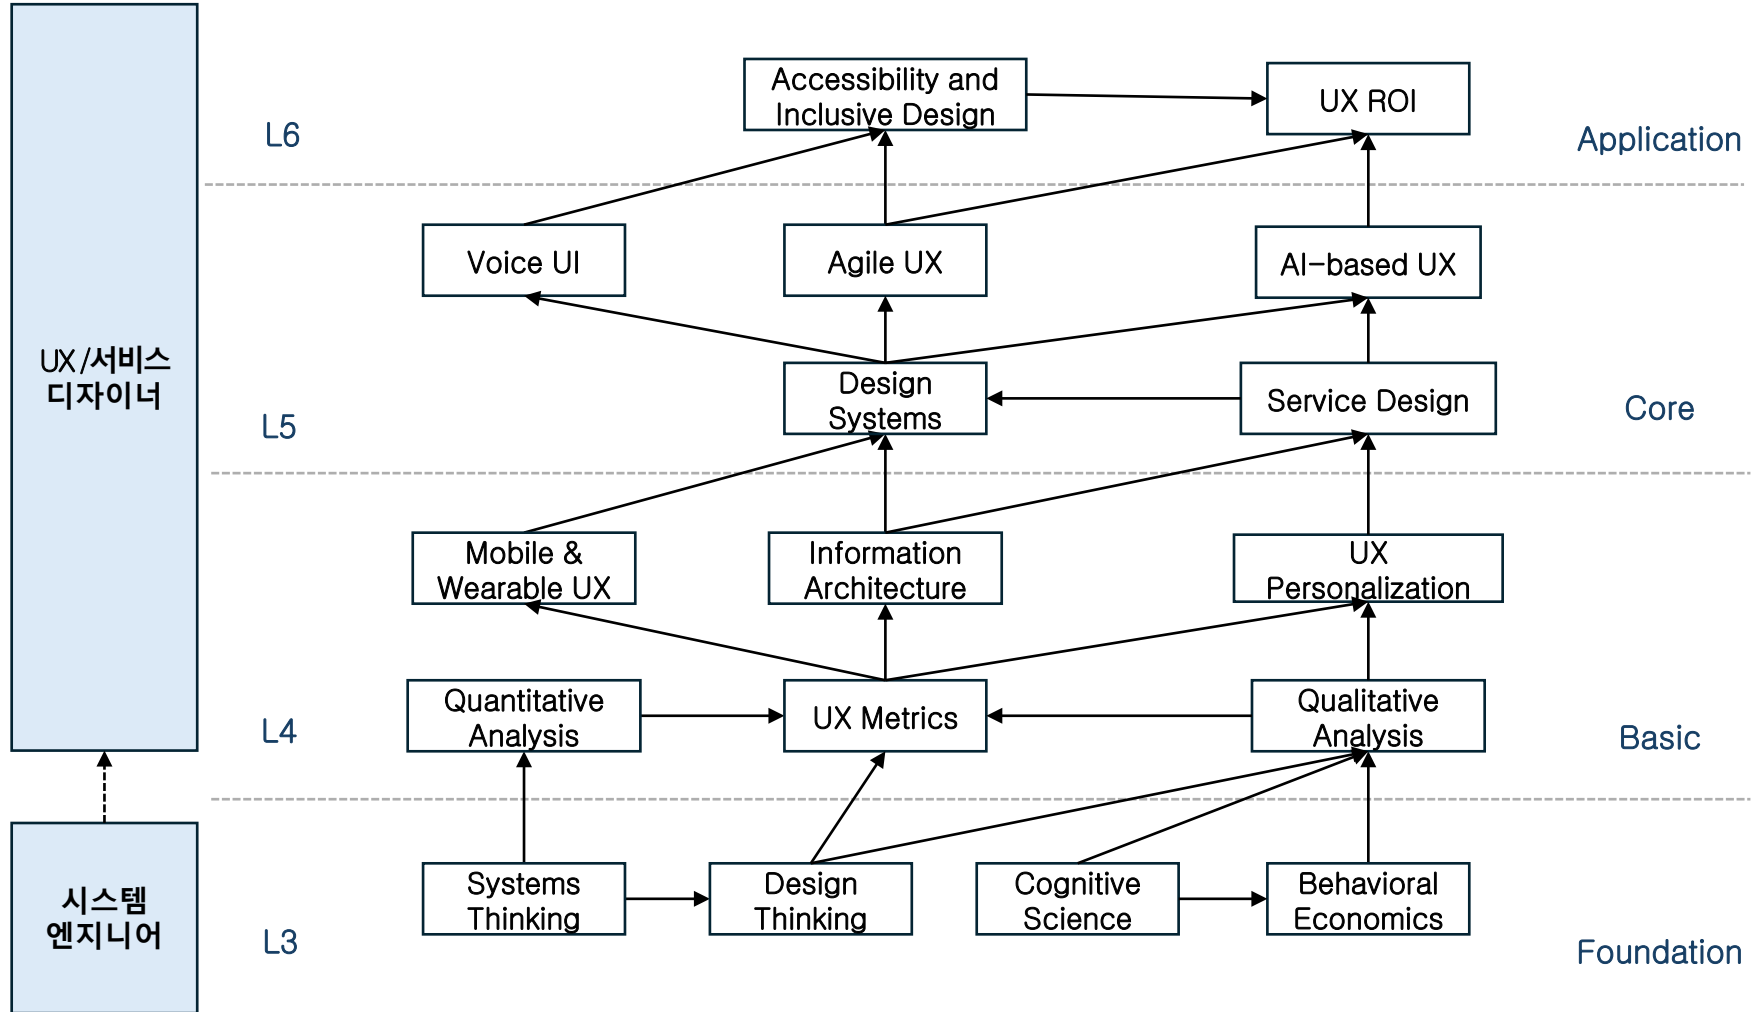 Accessibility and
Inclusive Design
UX ROI
L6
Application
Voice UI
Agile UX
AI-based UX
UX /서비스
디자이너
Design
Systems
Service Design
L5
Core
Mobile &
Wearable UX
Information
Architecture
UX
Personalization
Quantitative
Analysis
UX Metrics
Qualitative
Analysis
L4
Basic
시스템
엔지니어
Systems
Thinking
Design
Thinking
Cognitive
Science
Behavioral
Economics
L3
Foundation